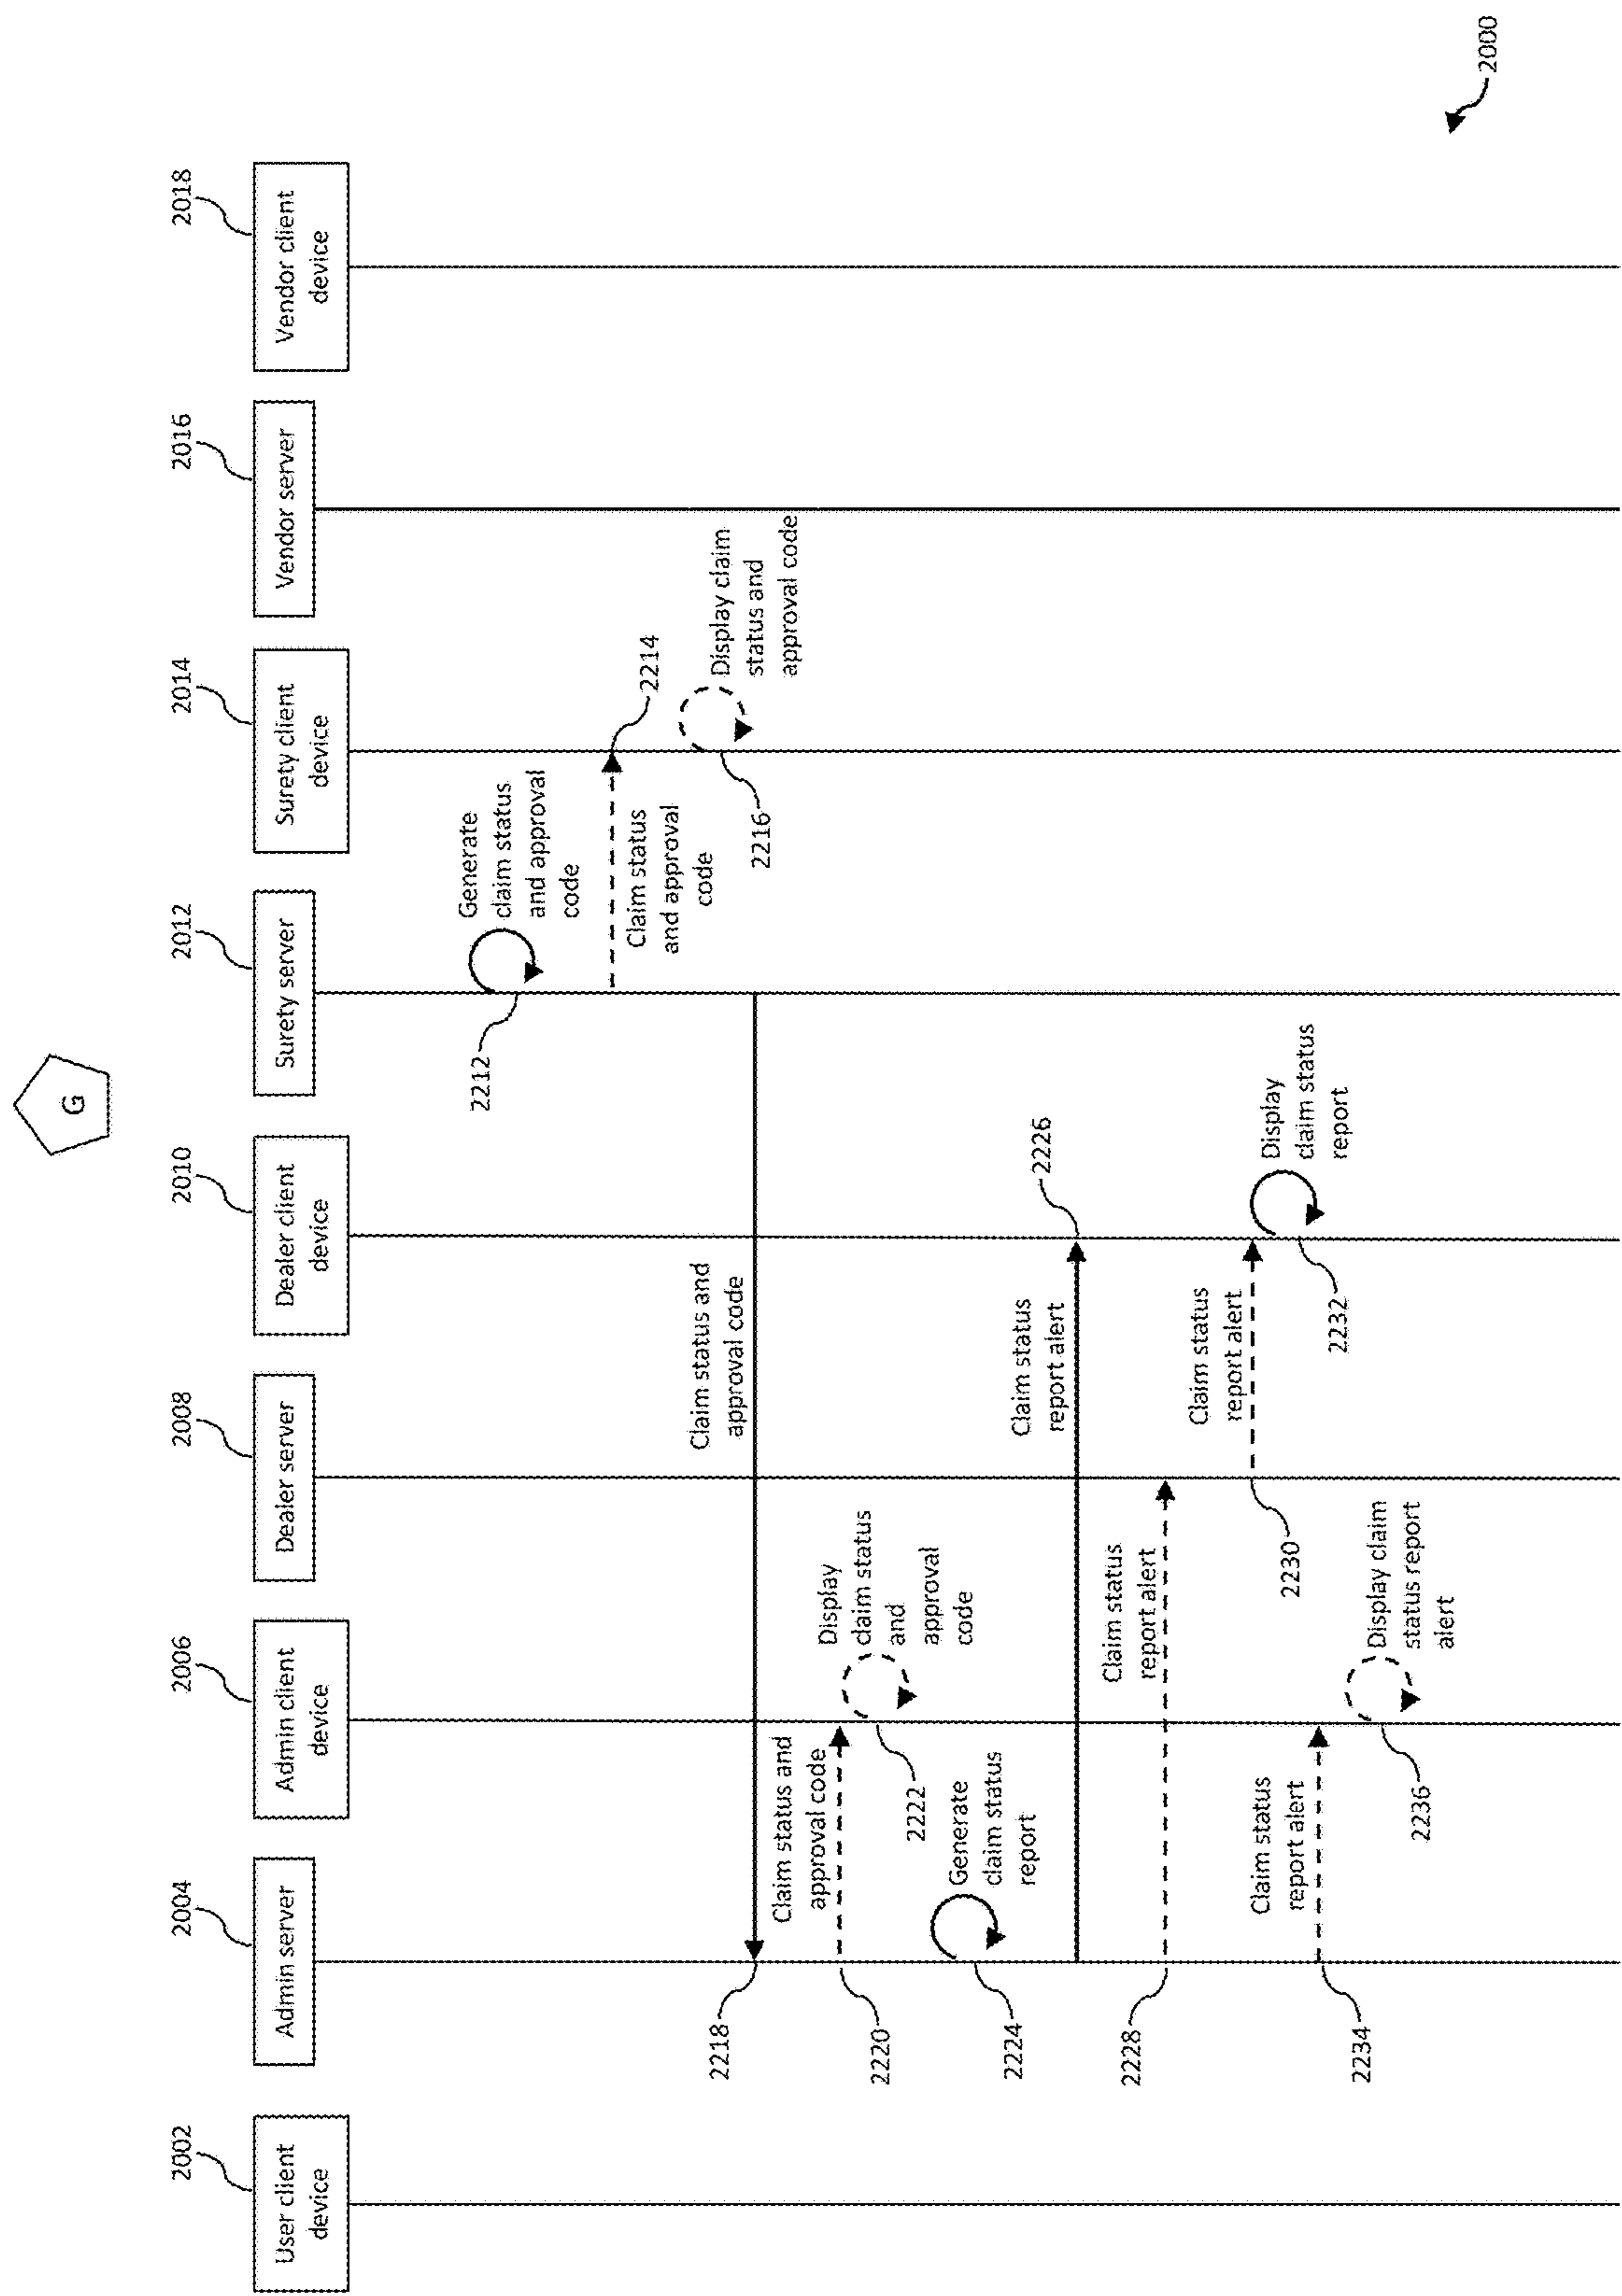 G
2002
User client
device
2004
Admin server
2006
Admin client
device
2008
Dealer server
2010
Dealer client
device
2012
Surety server
2014
Surety client
device
2016
Vendor server
2018
Vendor client
device
2212
Generate
claim status
and approval
code
Claim status
and approval
code
2214
2216
Display claim
status and
approval code
Claim status and
approval code
2218
Claim status and
approval code
2220
Display
claim status
and
approval
code
2222
Generate
claim status
report
2224
Claim status
report alert
2226
Claim status
report alert
2228
Claim status
report alert
2230
Display
claim status
report
2232
Claim status
report alert
2234
Display claim
status report
alert
2236
2000